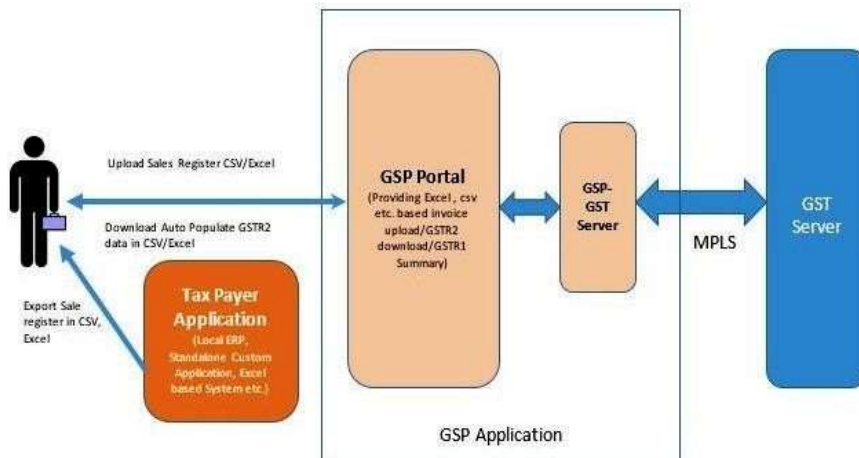 Upload Sales Register CSV/Excel
Download Auto Populate GSTR2
data in CSV/Excel
Export Sale
register in CSV,
Excel
Tax Payer
Application
(Local ERP,
Standalone Custom
Application, Excel
based System etc.)
GSP Portal
(Providing Excel , csv
etc. based invoice
upload/GSTR2
download/GSTR1
Summary)
GSP-
GST
Server
MPLS
GST
Server
GSP Application